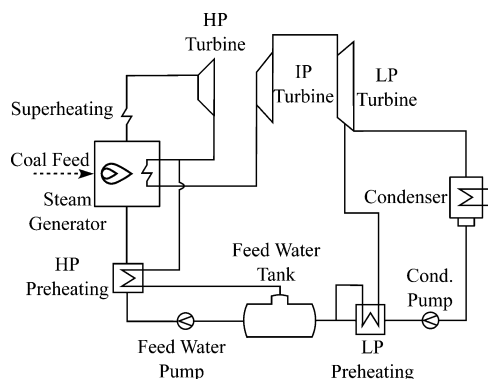 HP
Turbine
IP
Turbine
LP
Turbine
Superheating
Coal Feed
Steam
Generator
Condenser
HP
Preheating
Feed Water
Tank
Cond.
Pump
Feed Water
Pump
LP
Preheating